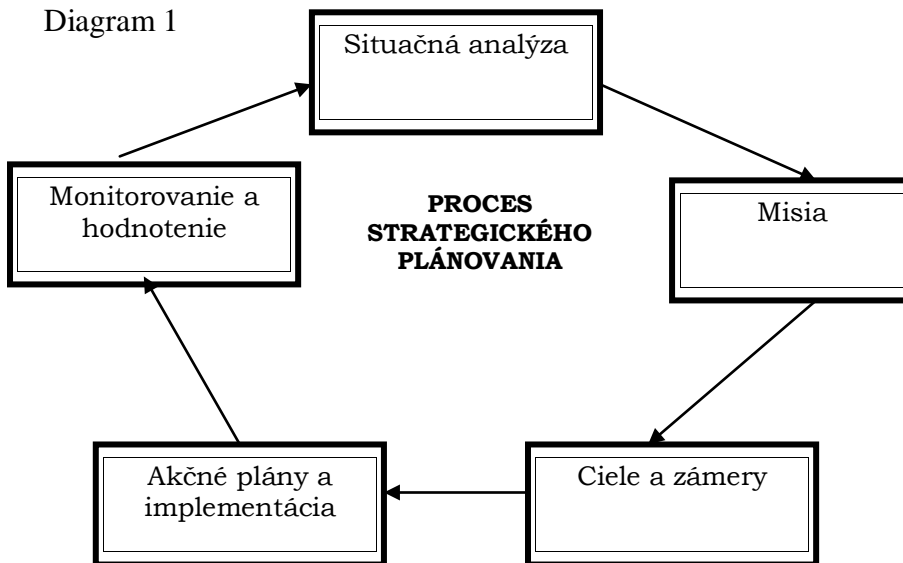 Diagram 1
Situačná analýza
Monitorovanie a
hodnotenie
PROCES
STRATEGICKÉHO
PLÁNOVANIA
Misia
Akčné plány a
implementácia
Ciele a zámery